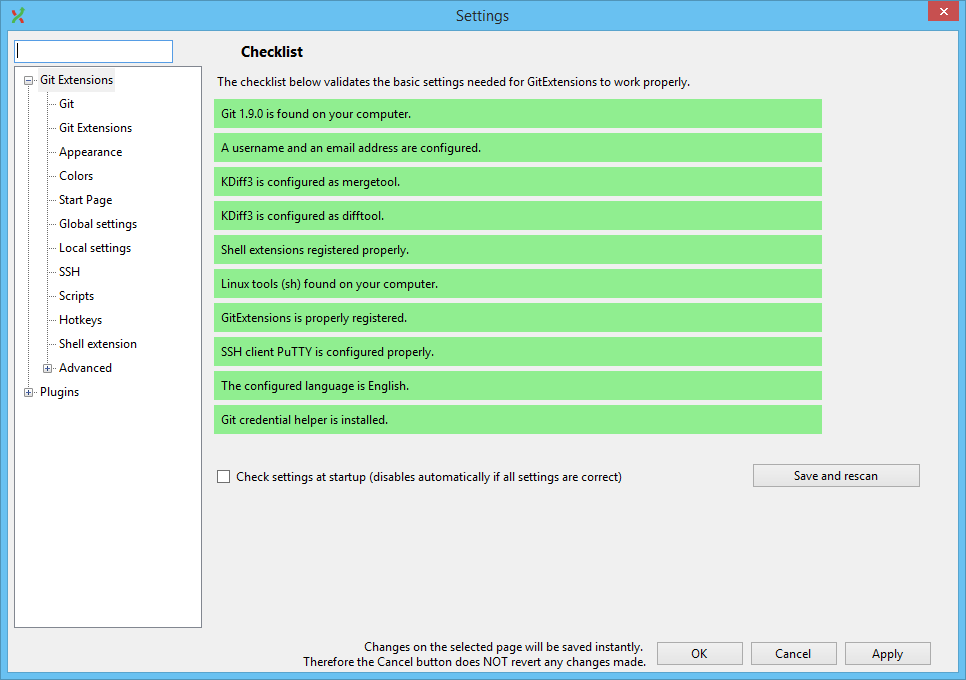 Settings
Checklist
Git Extensions
Git
Git Extensions
Appearance
Colors
Start Page
Global settings
Local settings
SSH
Scripts
Hotkeys
Shell extension
Advanced
Plugins
The checklist below validates the basic settings needed for GitExtensions to work properly.
Git 1.9.0 is found on your computer.
A username and an email address are configured.
KDiff3 is configured as mergetool.
KDiff3 is configured as difftool.
Shell extensions registered properly.
Linux tools (sh) found on your computer.
GitExtensions is properly registered.
SSH client PuTTY is configured properly.
The configured language is English.
Git credential helper is installed.
Check settings at startup (disables automatically if all settings are correct)
Save and rescan
Changes on the selected page will be saved instantly.
Therefore the Cancel button does NOT revert any changes made.
OK
Cancel
Apply